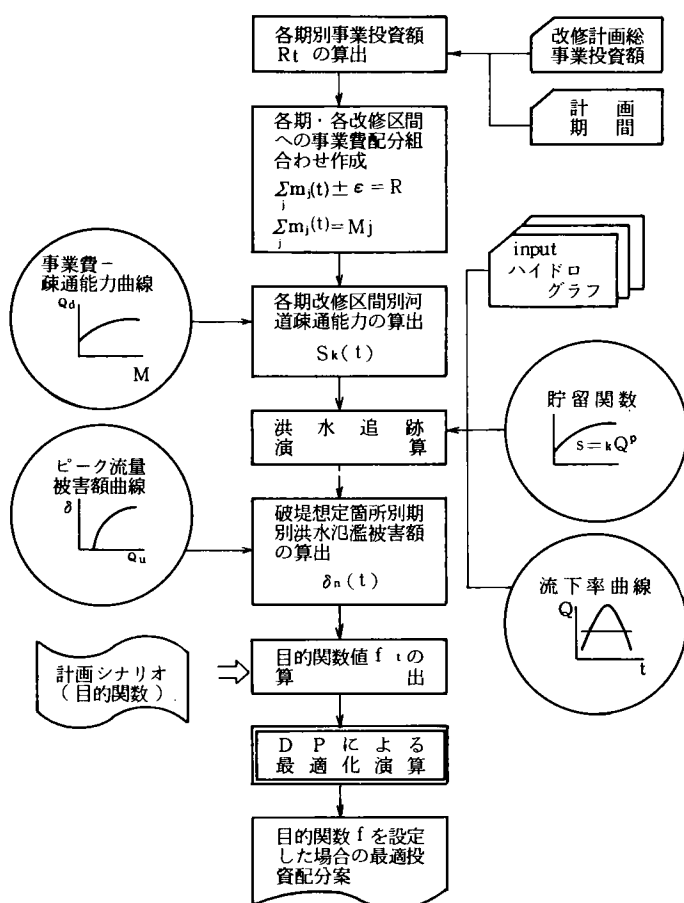 各期別事業投資額
Rt の算出
改修計画総
事業投資額
計画
期間
各期・各改修区間
への事業費配分組
合わせ作成
Σmj(t)± ε = R
j
Σmj(t)=Mj
j
input
ハイドロ
グラフ
事業費－
疎通能力曲線
Qd
M
各期改修区間別河
道疎通能力の算出
Sk(t)
貯留関数
s=kQᵖ
洪水追跡
演算
ピーク流量
被害額曲線
δ
Qu
破堤想定箇所別期
別洪水氾濫被害額
の算出
δn(t)
流下率曲線
Q
t
計画シナリオ
(目的関数)
目的関数値 f t の
算出
DPによる
最適化演算
目的関数 f を設定
した場合の最適投
資配分案